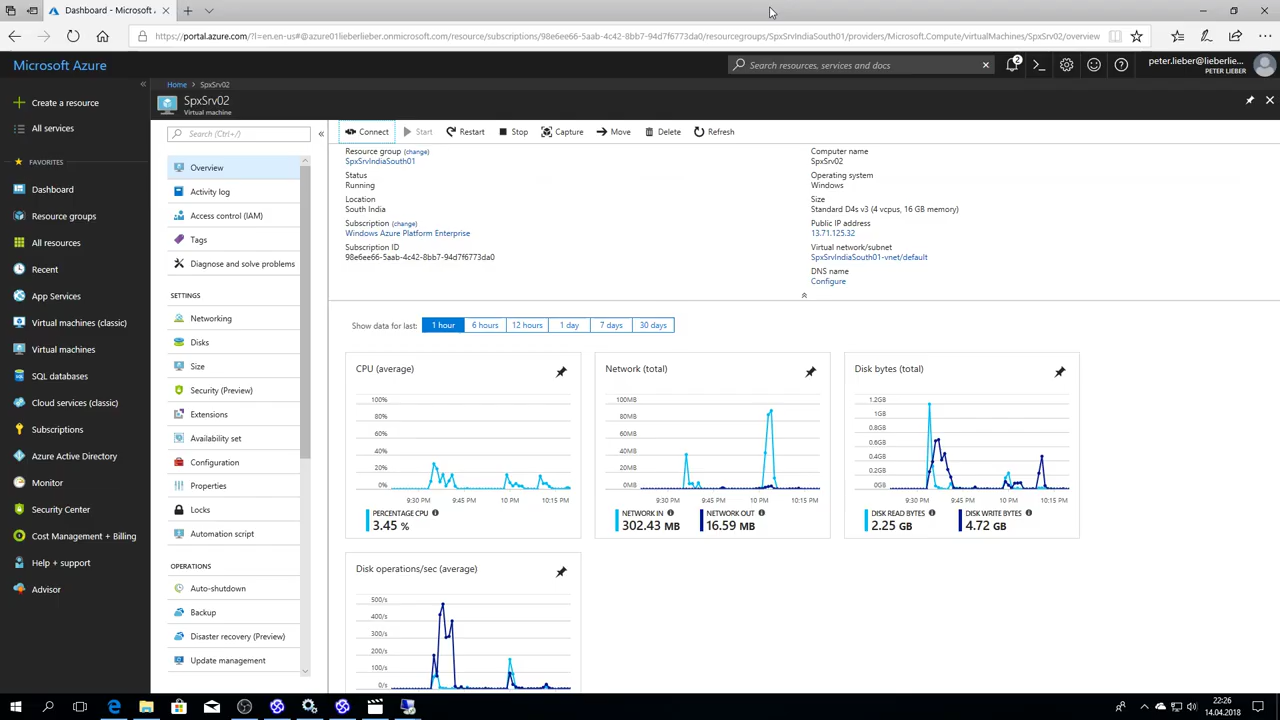 Dashboard - Microsoft A
https://portal.azure.com/?l=en.en-us#@azure01lieberlieber.onmicrosoft.com/resource/subscriptions/98e6ee66-5aab-4c42-8bb7-94d7f6773da0/resourcegroups/SpxSrvIndiaSouth01/providers/Microsoft.Compute/virtualMachines/SpxSrv02/overview
Microsoft Azure
Search resources, services and docs
2
peter.lieber@lieberlie...
PETER LIEBER
Create a resource
All services
FAVORITES
Dashboard
Resource groups
All resources
Recent
App Services
Virtual machines (classic)
Virtual machines
SQL databases
Cloud services (classic)
Subscriptions
Azure Active Directory
Monitor
Security Center
Cost Management + Billing
Help + support
Advisor
Home > SpxSrv02
SpxSrv02
Virtual machine
Search (Ctrl+/)
Overview
Activity log
Access control (IAM)
Tags
Diagnose and solve problems
SETTINGS
Networking
Disks
Size
Security (Preview)
Extensions
Availability set
Configuration
Properties
Locks
Automation script
OPERATIONS
Auto-shutdown
Backup
Disaster recovery (Preview)
Update management
Connect Start Restart Stop Capture Move Delete Refresh
Resource group (change)
SpxSrvIndiaSouth01
Status
Running
Location
South India
Subscription (change)
Windows Azure Platform Enterprise
Subscription ID
98e6ee66-5aab-4c42-8bb7-94d7f6773da0
Computer name
SpxSrv02
Operating system
Windows
Size
Standard D4s v3 (4 vcpus, 16 GB memory)
Public IP address
13.71.125.32
Virtual network/subnet
SpxSrvIndiaSouth01-vnet/default
DNS name
Configure
Show data for last: 1 hour 6 hours 12 hours 1 day 7 days 30 days
CPU (average)
100%
80%
60%
40%
20%
0%
9:30 PM 9:45 PM 10 PM 10:15 PM
PERCENTAGE CPU
3.45 %
Network (total)
100MB
80MB
60MB
40MB
20MB
0MB
9:30 PM 9:45 PM 10 PM 10:15 PM
NETWORK IN
302.43 MB
NETWORK OUT
16.59 MB
Disk bytes (total)
1.2GB
1GB
0.8GB
0.6GB
0.4GB
0.2GB
0GB
9:30 PM 9:45 PM 10 PM 10:15 PM
DISK READ BYTES
2.25 GB
DISK WRITE BYTES
4.72 GB
Disk operations/sec (average)
500/s
400/s
300/s
200/s
100/s
0/s
22:26
14.04.2018